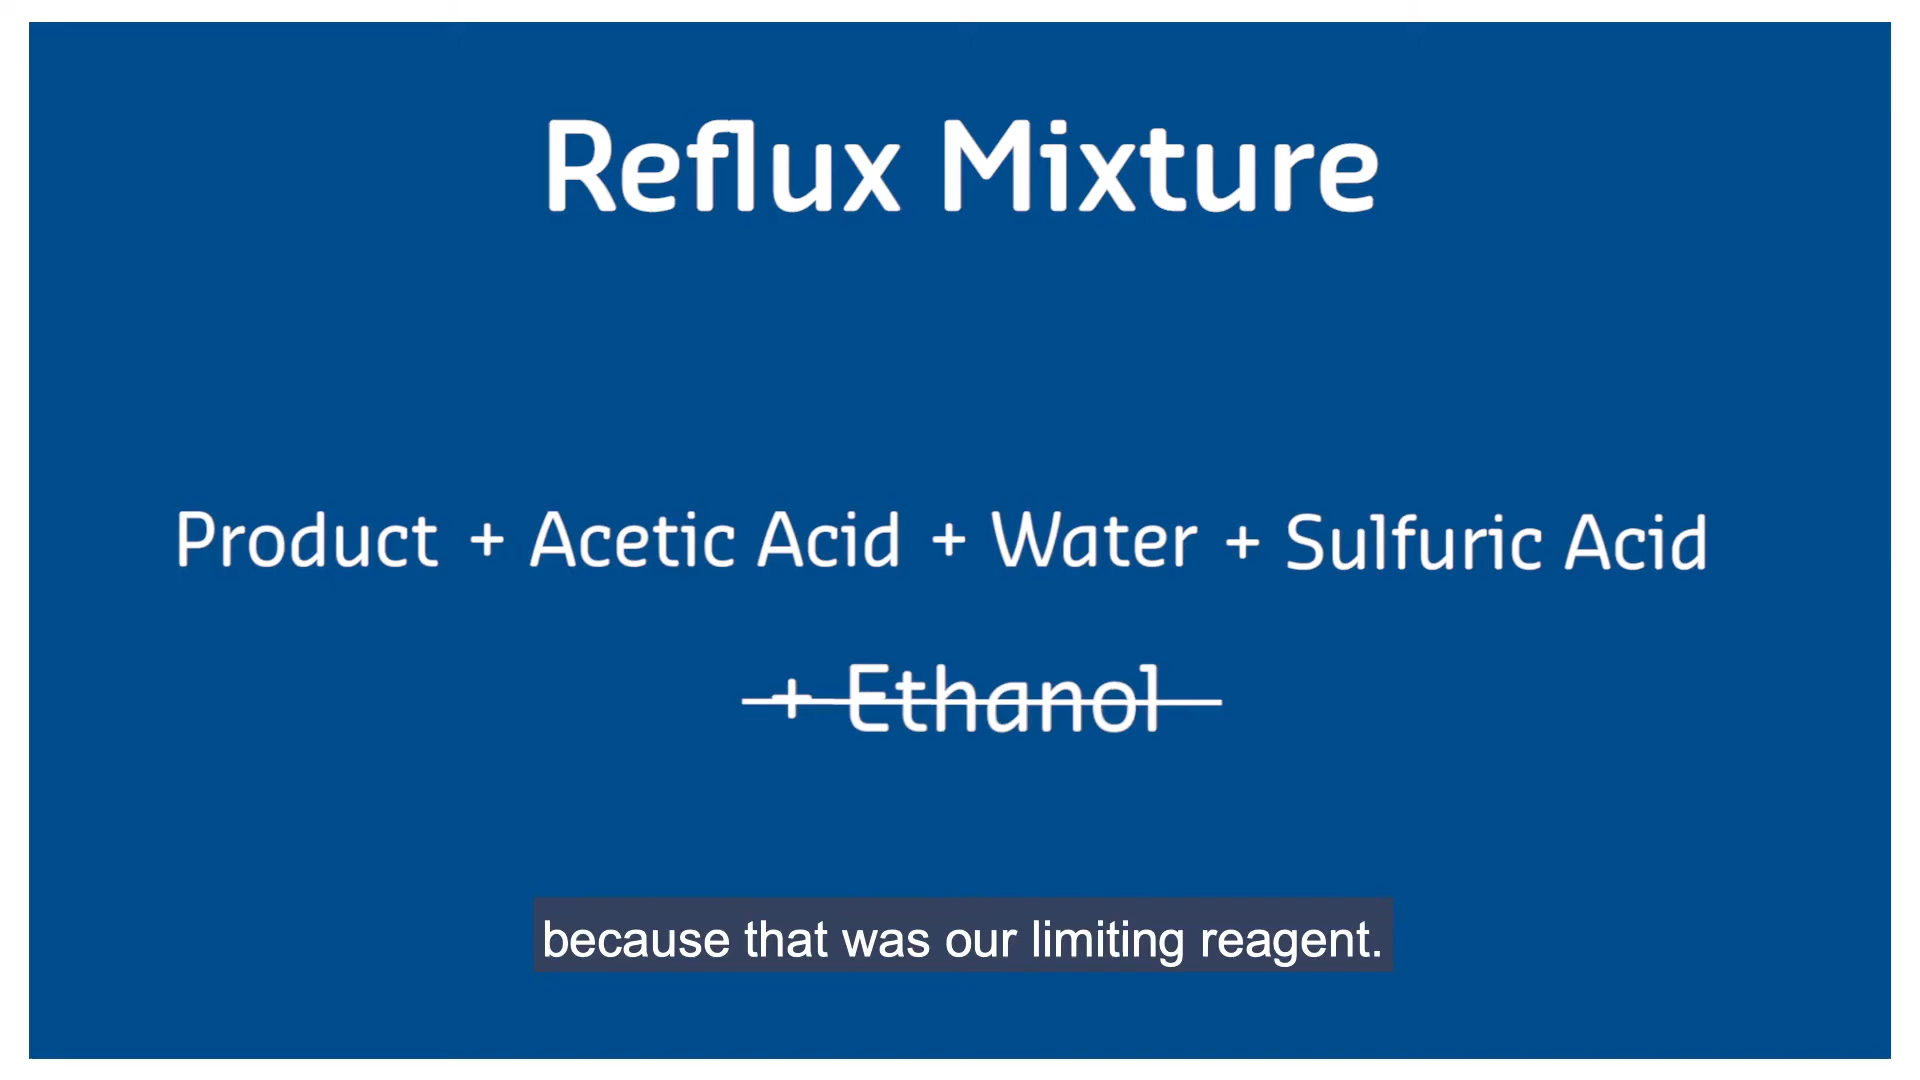 Reflux Mixture
Product + Acetic Acid + Water + Sulfuric Acid
+ Ethanol
because that was our limiting reagent.